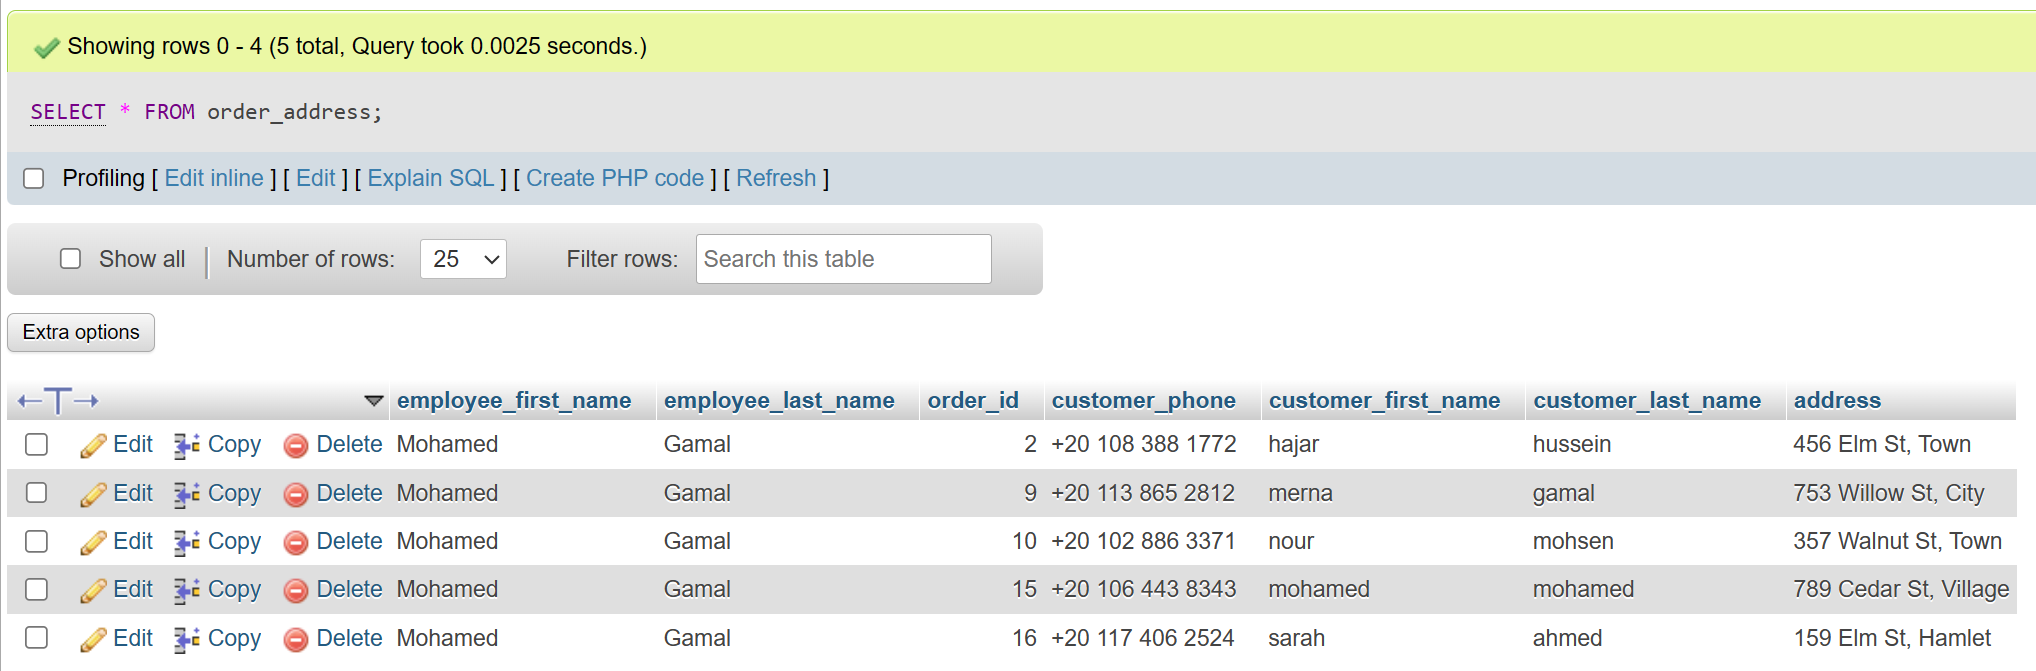 Showing rows 0 - 4 (5 total, Query took 0.0025 seconds.)
SELECT * FROM order_address;
Profiling [ Edit inline ] [ Edit ] [ Explain SQL ] [ Create PHP code ] [ Refresh ]
Show all Number of rows: 25 Filter rows: Search this table
Extra options
employee_first_name employee_last_name order_id customer_phone customer_first_name customer_last_name address
Edit Copy Delete Mohamed Gamal 2 +20 108 388 1772 hajar hussein 456 Elm St, Town
Edit Copy Delete Mohamed Gamal 9 +20 113 865 2812 merna gamal 753 Willow St, City
Edit Copy Delete Mohamed Gamal 10 +20 102 886 3371 nour mohsen 357 Walnut St, Town
Edit Copy Delete Mohamed Gamal 15 +20 106 443 8343 mohamed mohamed 789 Cedar St, Village
Edit Copy Delete Mohamed Gamal 16 +20 117 406 2524 sarah ahmed 159 Elm St, Hamlet